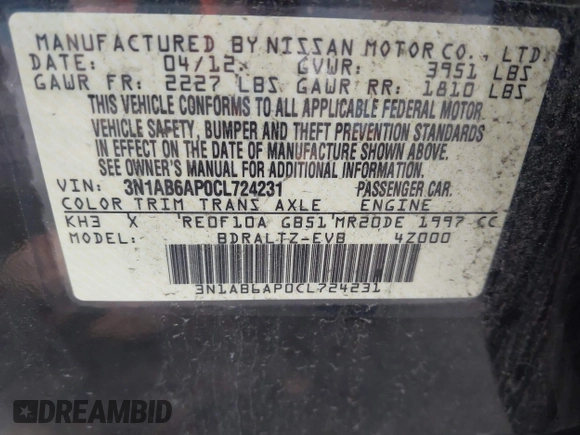 MANUFACTURED BY NISSAN MOTOR CO., LTD.
DATE: 04/12 GVWR: 3951 LBS
GAWR FR: 2227 LBS GAWR RR: 1810 LBS
THIS VEHICLE CONFORMS TO ALL APPLICABLE FEDERAL MOTOR
VEHICLE SAFETY, BUMPER AND THEFT PREVENTION STANDARDS
IN EFFECT ON THE DATE OF MANUFACTURE SHOWN ABOVE.
SEE OWNER'S MANUAL FOR ADDITIONAL INFORMATION.
VIN: 3N1AB6AP0CL724231 PASSENGER CAR.
COLOR TRIM TRANS AXLE ENGINE
KH3 X RE0F10A GB51 MR20DE 1997 CC
MODEL: BDRALTZ-EVB 4Z000
3N1AB6AP0CL724231
DREAMBID